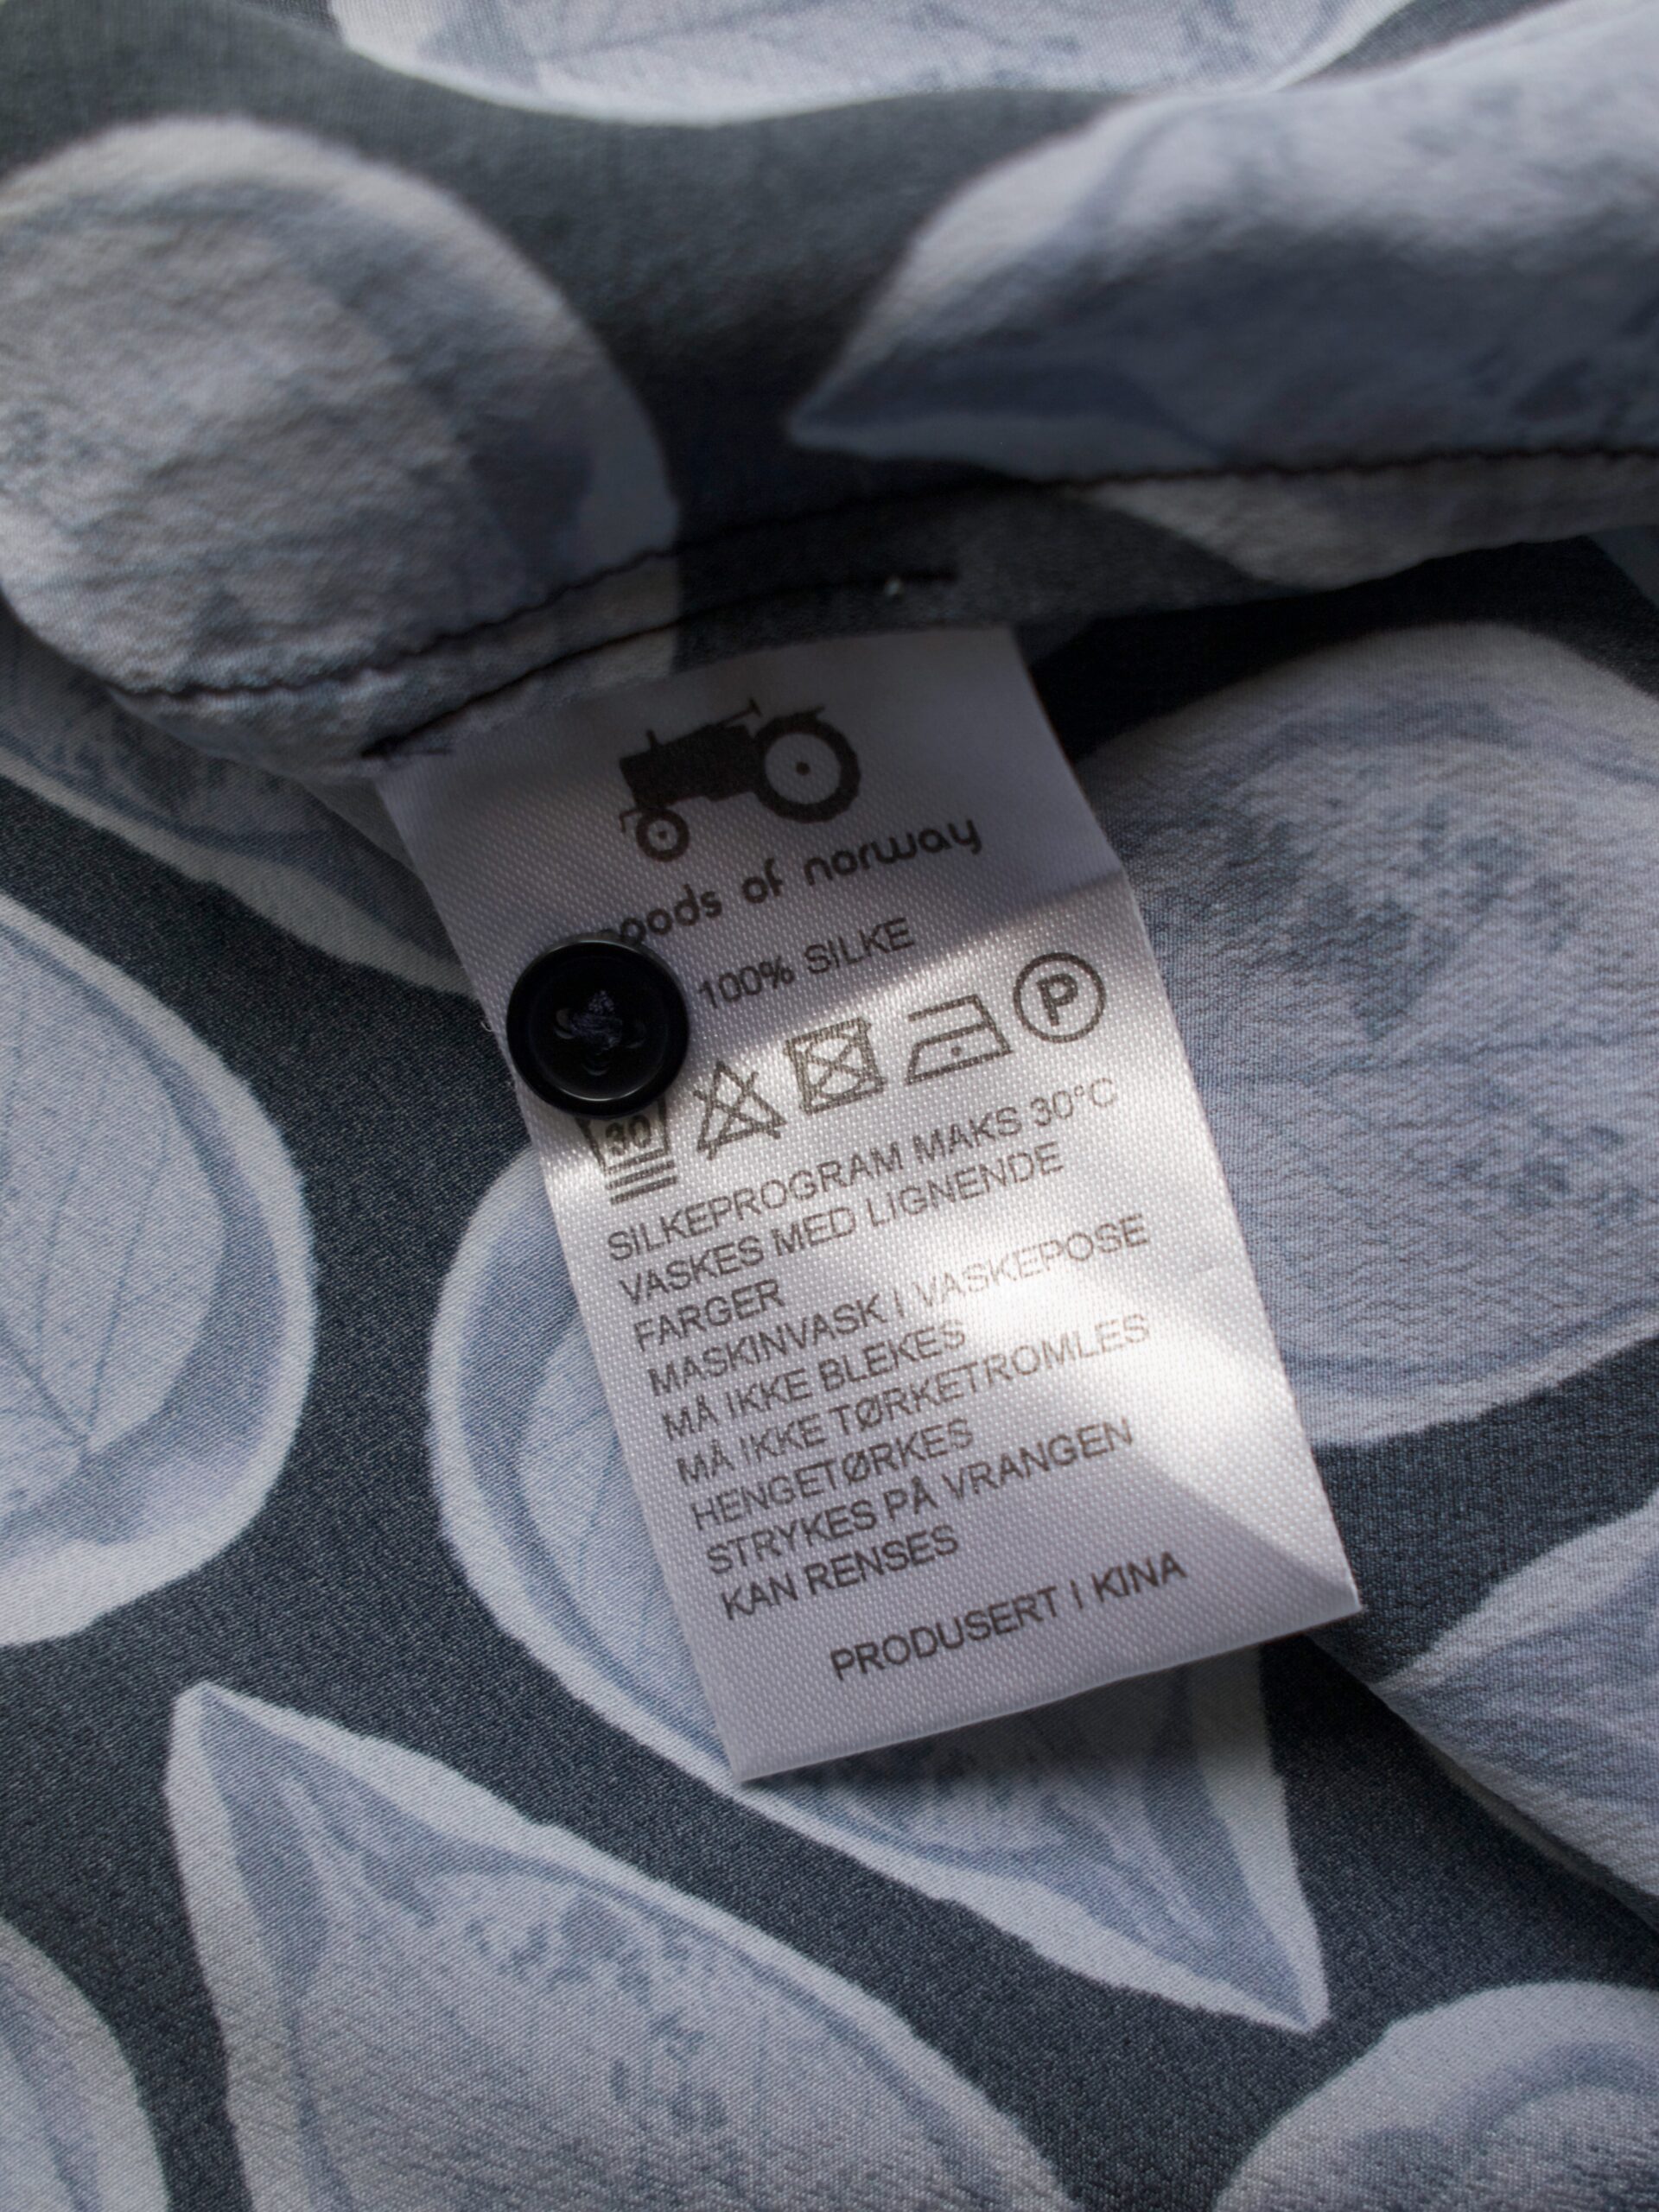 of norway
100% SILKE
P
30
SILKEPROGRAM MAKS 30°C
VASKES MED LIGNENDE
FARGER
MASKINVASK I VASKEPOSE
MÅ IKKE BLEKES
MÅ IKKE TØRKETROMLES
HENGETØRKES
STRYKES PÅ VRANGEN
KAN RENSES
PRODUSERT I KINA